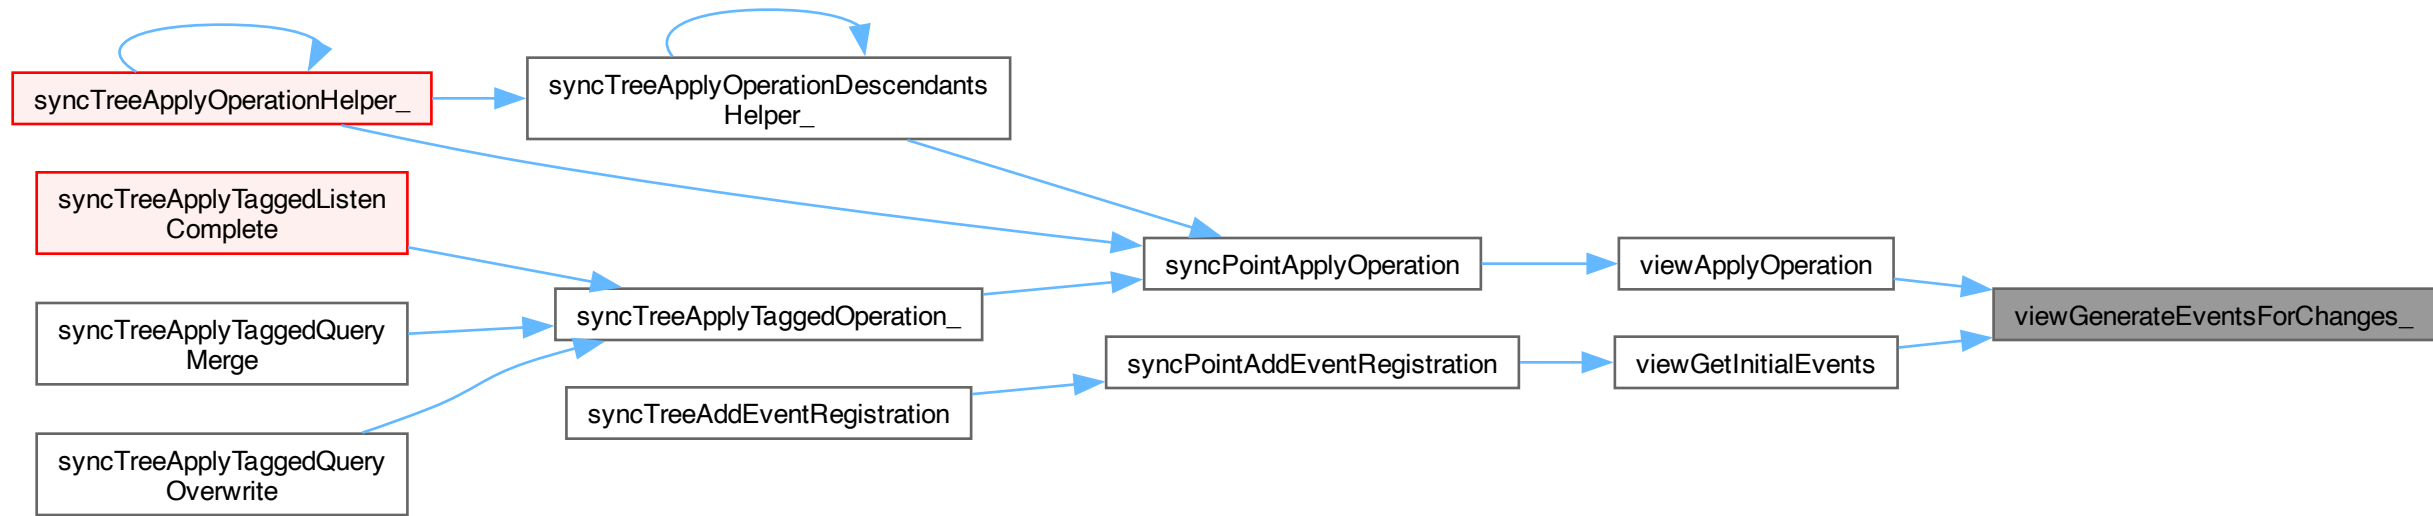 syncTreeApplyOperationHelper_
syncTreeApplyOperationDescendants
Helper_
syncTreeApplyTaggedListen
Complete
syncPointApplyOperation
viewApplyOperation
syncTreeApplyTaggedOperation_
viewGenerateEventsForChanges_
syncTreeApplyTaggedQuery
Merge
syncPointAddEventRegistration
viewGetInitialEvents
syncTreeAddEventRegistration
syncTreeApplyTaggedQuery
Overwrite